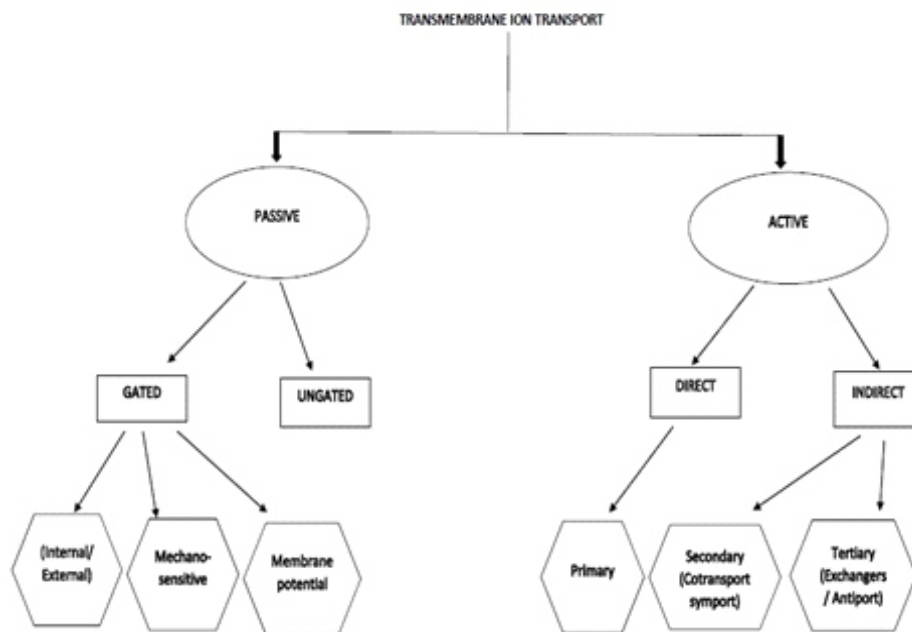 TRANSMEMBRANE ION TRANSPORT
PASSIVE
ACTIVE
GATED
UNGATED
DIRECT
INDIRECT
(Internal/
External)
Mechano-
sensitive
Membrane
potential
Primary
Secondary
(Cotransport
symport)
Tertiary
(Exchangers
/ Antiport)